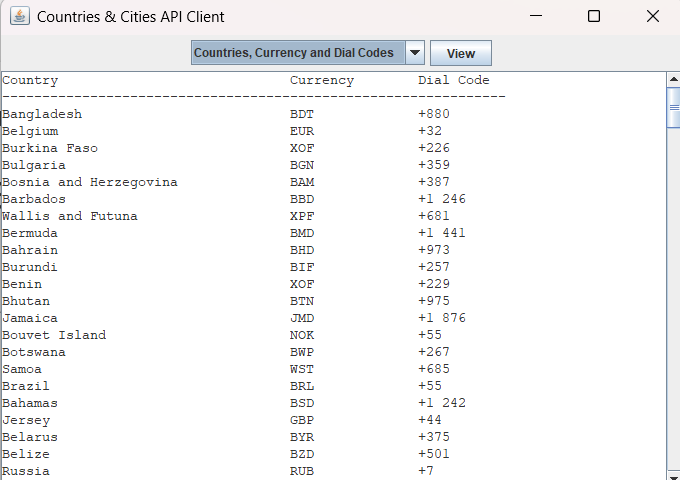 Countries & Cities API Client
Countries, Currency and Dial Codes View
Country Currency Dial Code
---------------------------------------------------------------
Bangladesh BDT +880
Belgium EUR +32
Burkina Faso XOF +226
Bulgaria BGN +359
Bosnia and Herzegovina BAM +387
Barbados BBD +1 246
Wallis and Futuna XPF +681
Bermuda BMD +1 441
Bahrain BHD +973
Burundi BIF +257
Benin XOF +229
Bhutan BTN +975
Jamaica JMD +1 876
Bouvet Island NOK +55
Botswana BWP +267
Samoa WST +685
Brazil BRL +55
Bahamas BSD +1 242
Jersey GBP +44
Belarus BYR +375
Belize BZD +501
Russia RUB +7